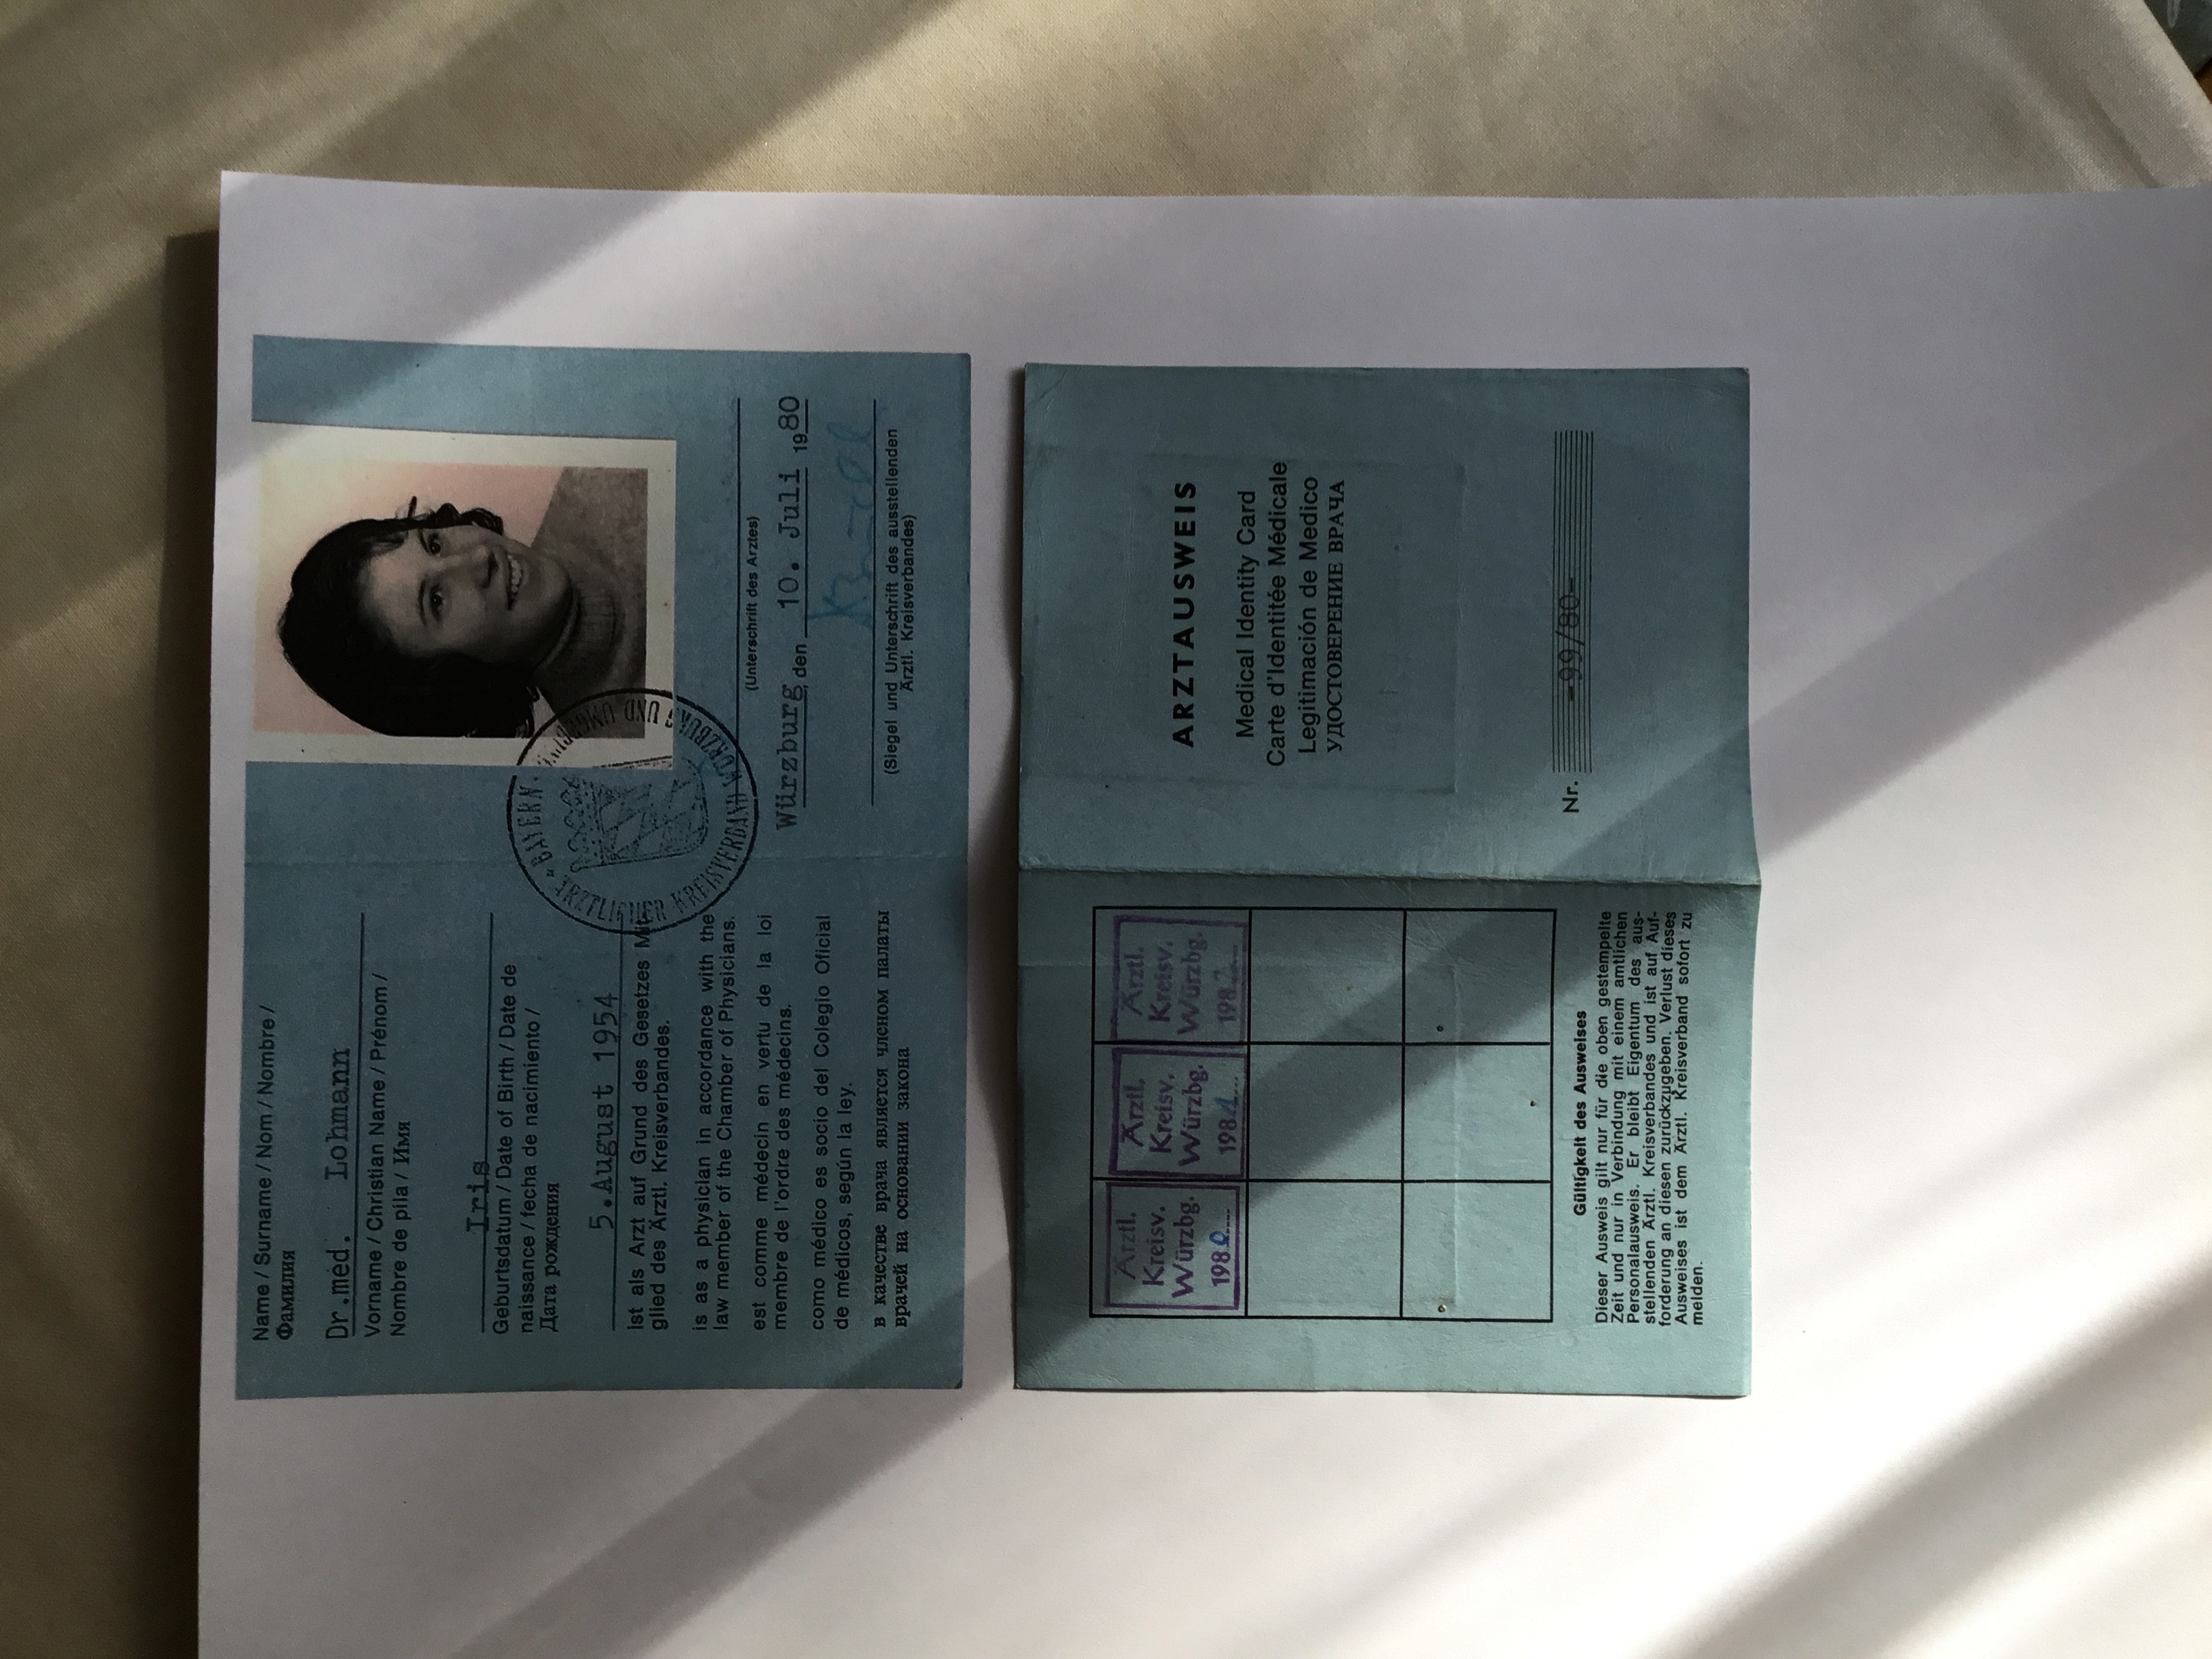 Name / Surname / Nom / Nombre /
Фамилия
Dr.med. Lohmann
Vorname / Christian Name / Prénom /
Nombre de pila / Имя
Iris
Geburtsdatum / Date of Birth / Date de
naissance / fecha de nacimiento /
Дата рождения
5.August 1954
ist als Arzt auf Grund des Gesetzes Mit-
glied des Ärztl. Kreisverbandes.
is as a physician in accordance with the
law member of the Chamber of Physicians.
est comme médecin en vertu de la loi
membre de l'ordre des médecins.
como médico es socio del Colegio Oficial
de médicos, según la ley.
в качестве врача является членом палаты
врачей на основании закона
BAYERN
ÄRZTLICHER KREISVERBAND WÜRZBURG UND UMGEBUNG
(Unterschrift des Arztes)
Würzburg, den 10. Juli 1980
(Siegel und Unterschrift des ausstellenden
Ärztl. Kreisverbandes)
Ärztl.
Kreisv.
Würzbg.
1980
Ärztl.
Kreisv.
Würzbg.
1981
Ärztl.
Kreisv.
Würzbg.
198
Gültigkeit des Ausweises
Dieser Ausweis gilt nur für die oben gestempelte
Zeit und nur in Verbindung mit einem amtlichen
Personalausweis. Er bleibt Eigentum des aus-
stellenden Ärztl. Kreisverbandes und ist auf Auf-
forderung an diesen zurückzugeben. Verlust dieses
Ausweises ist dem Ärztl. Kreisverband sofort zu
melden.
ARZTAUSWEIS
Medical Identity Card
Carte d'Identitée Médicale
Legitimación de Medico
УДОСТОВЕРЕНИЕ ВРАЧА
Nr. -99/80-